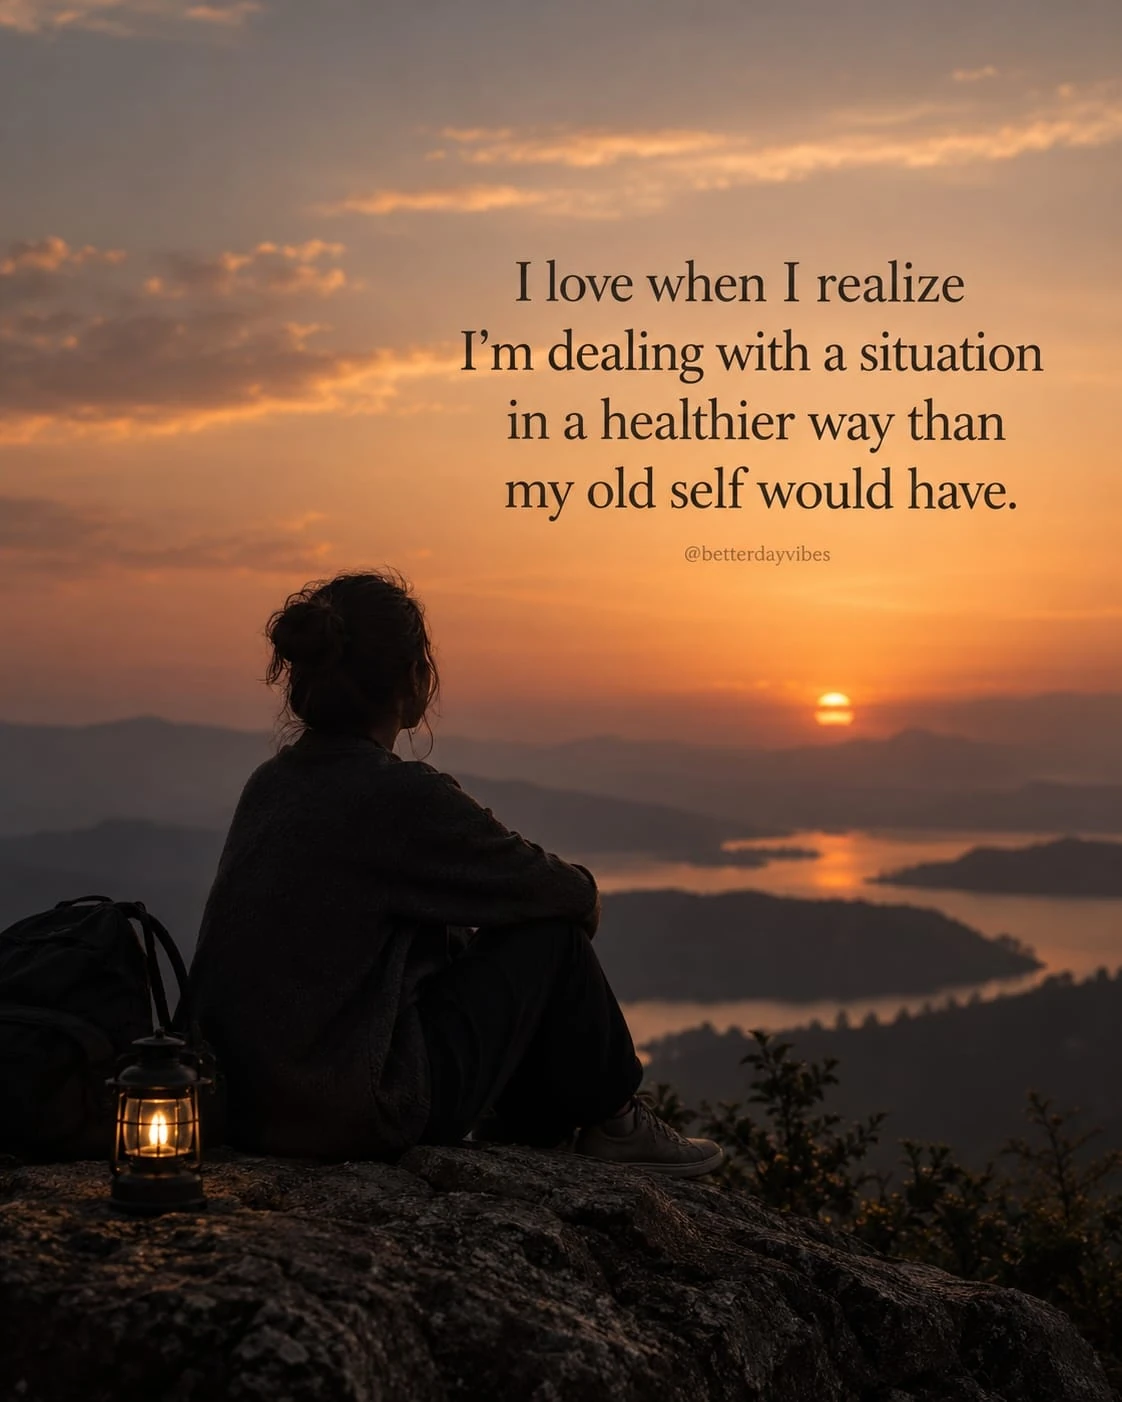 I love when I realize
I'm dealing with a situation
in a healthier way than
my old self would have.
@betterdayvibes